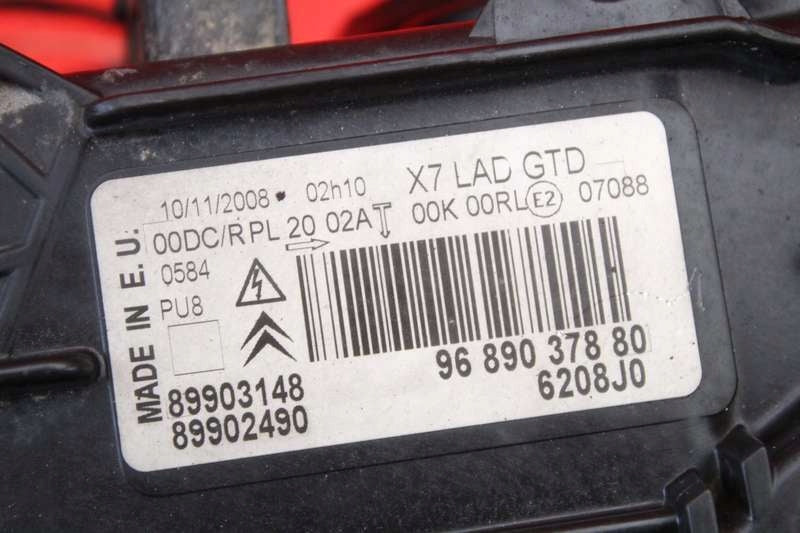 MADE IN E. U.
10/11/2008 02h10 X7 LAD GTD
00DC/R PL 20 02A 00K 00RL E2 07088
0584
PU8
96 890 378 80
89903148 6208J0
89902490